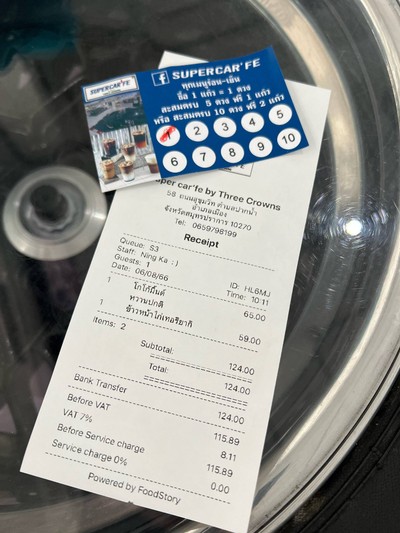 SUPERCAR'FE
f SUPERCAR'FE
ทุกเมนูร้อน-เย็น
ซื้อ 1 แก้ว = 1 ดวง
สะสมครบ 5 ดวง ฟรี 1 แก้ว
หรือ สะสมครบ 10 ดวง ฟรี 2 แก้ว
1 2 3 4 5
6 7 8 9 10
Super car'fe by Three Crowns
58 ถนนสุขุมวิท ตำบลปากน้ำ
อำเภอเมือง
จังหวัดสมุทรปราการ 10270
Tel: 0659798199
Receipt
Queue: S3 ID: HL6MJ
Staff: Ning Ka :) Time: 10:11
Guests: 1
Date: 06/08/66
1 โกโก้มิ้นต์ 65.00
หวานปกติ
1 ข้าวหน้าไก่เทอริยากิ 59.00
Items: 2
Subtotal: 124.00
Total: 124.00
Bank Transfer 124.00
Before VAT 115.89
VAT 7% 8.11
Before Service charge 115.89
Service charge 0% 0.00
Powered by FoodStory